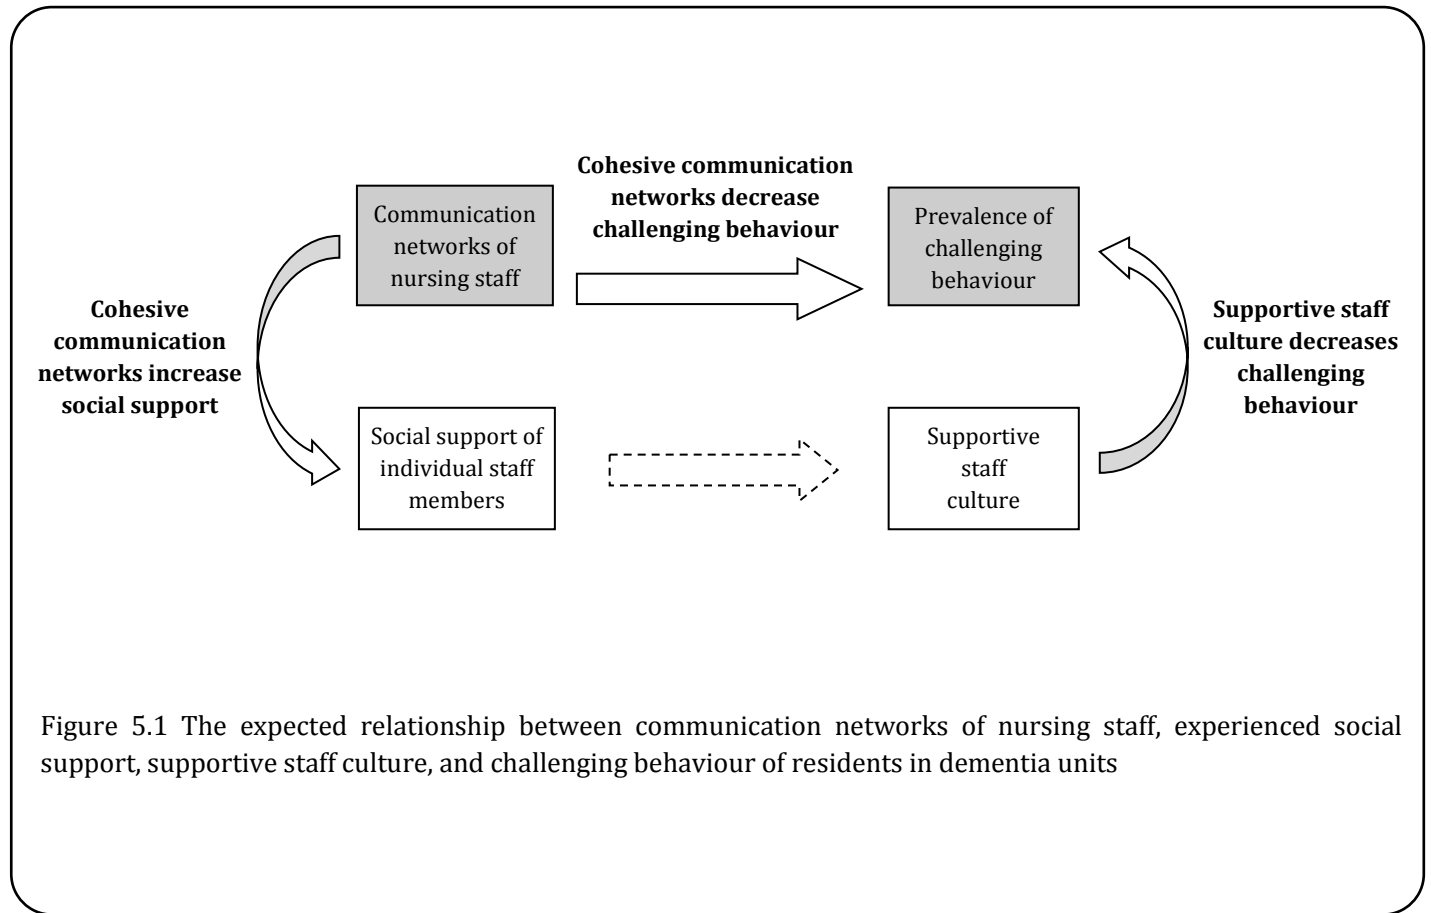 Cohesive communication
networks decrease
challenging behaviour
Communication
networks of
nursing staff
Prevalence of
challenging
behaviour
Cohesive
communication
networks increase
social support
Supportive staff
culture decreases
challenging
behaviour
Social support of
individual staff
members
Supportive
staff
culture
Figure 5.1 The expected relationship between communication networks of nursing staff, experienced social
support, supportive staff culture, and challenging behaviour of residents in dementia units